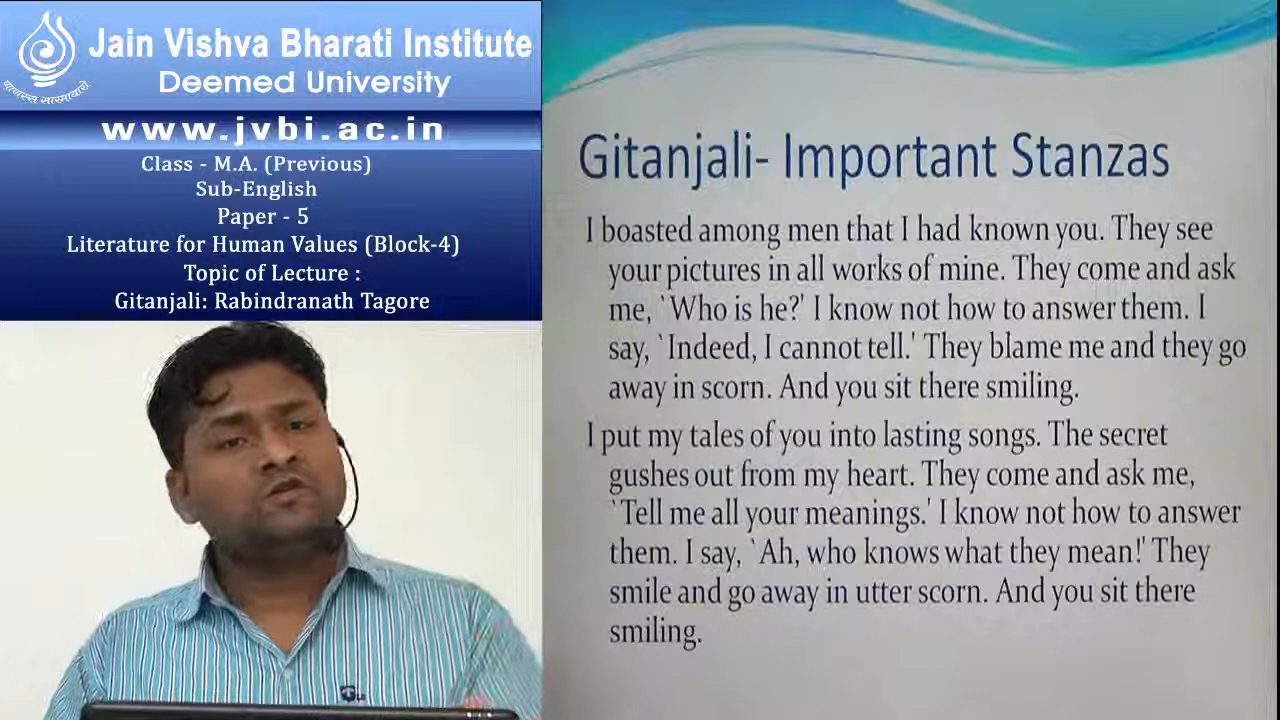 Jain Vishva Bharati Institute
Deemed University
www.jvbi.ac.in
Class - M.A. (Previous)
Sub-English
Paper - 5
Literature for Human Values (Block-4)
Topic of Lecture :
Gitanjali: Rabindranath Tagore
Gitanjali- Important Stanzas
I boasted among men that I had known you. They see
your pictures in all works of mine. They come and ask
me, `Who is he?' I know not how to answer them. I
say, `Indeed, I cannot tell.' They blame me and they go
away in scorn. And you sit there smiling.
I put my tales of you into lasting songs. The secret
gushes out from my heart. They come and ask me,
`Tell me all your meanings.' I know not how to answer
them. I say, `Ah, who knows what they mean!' They
smile and go away in utter scorn. And you sit there
smiling.